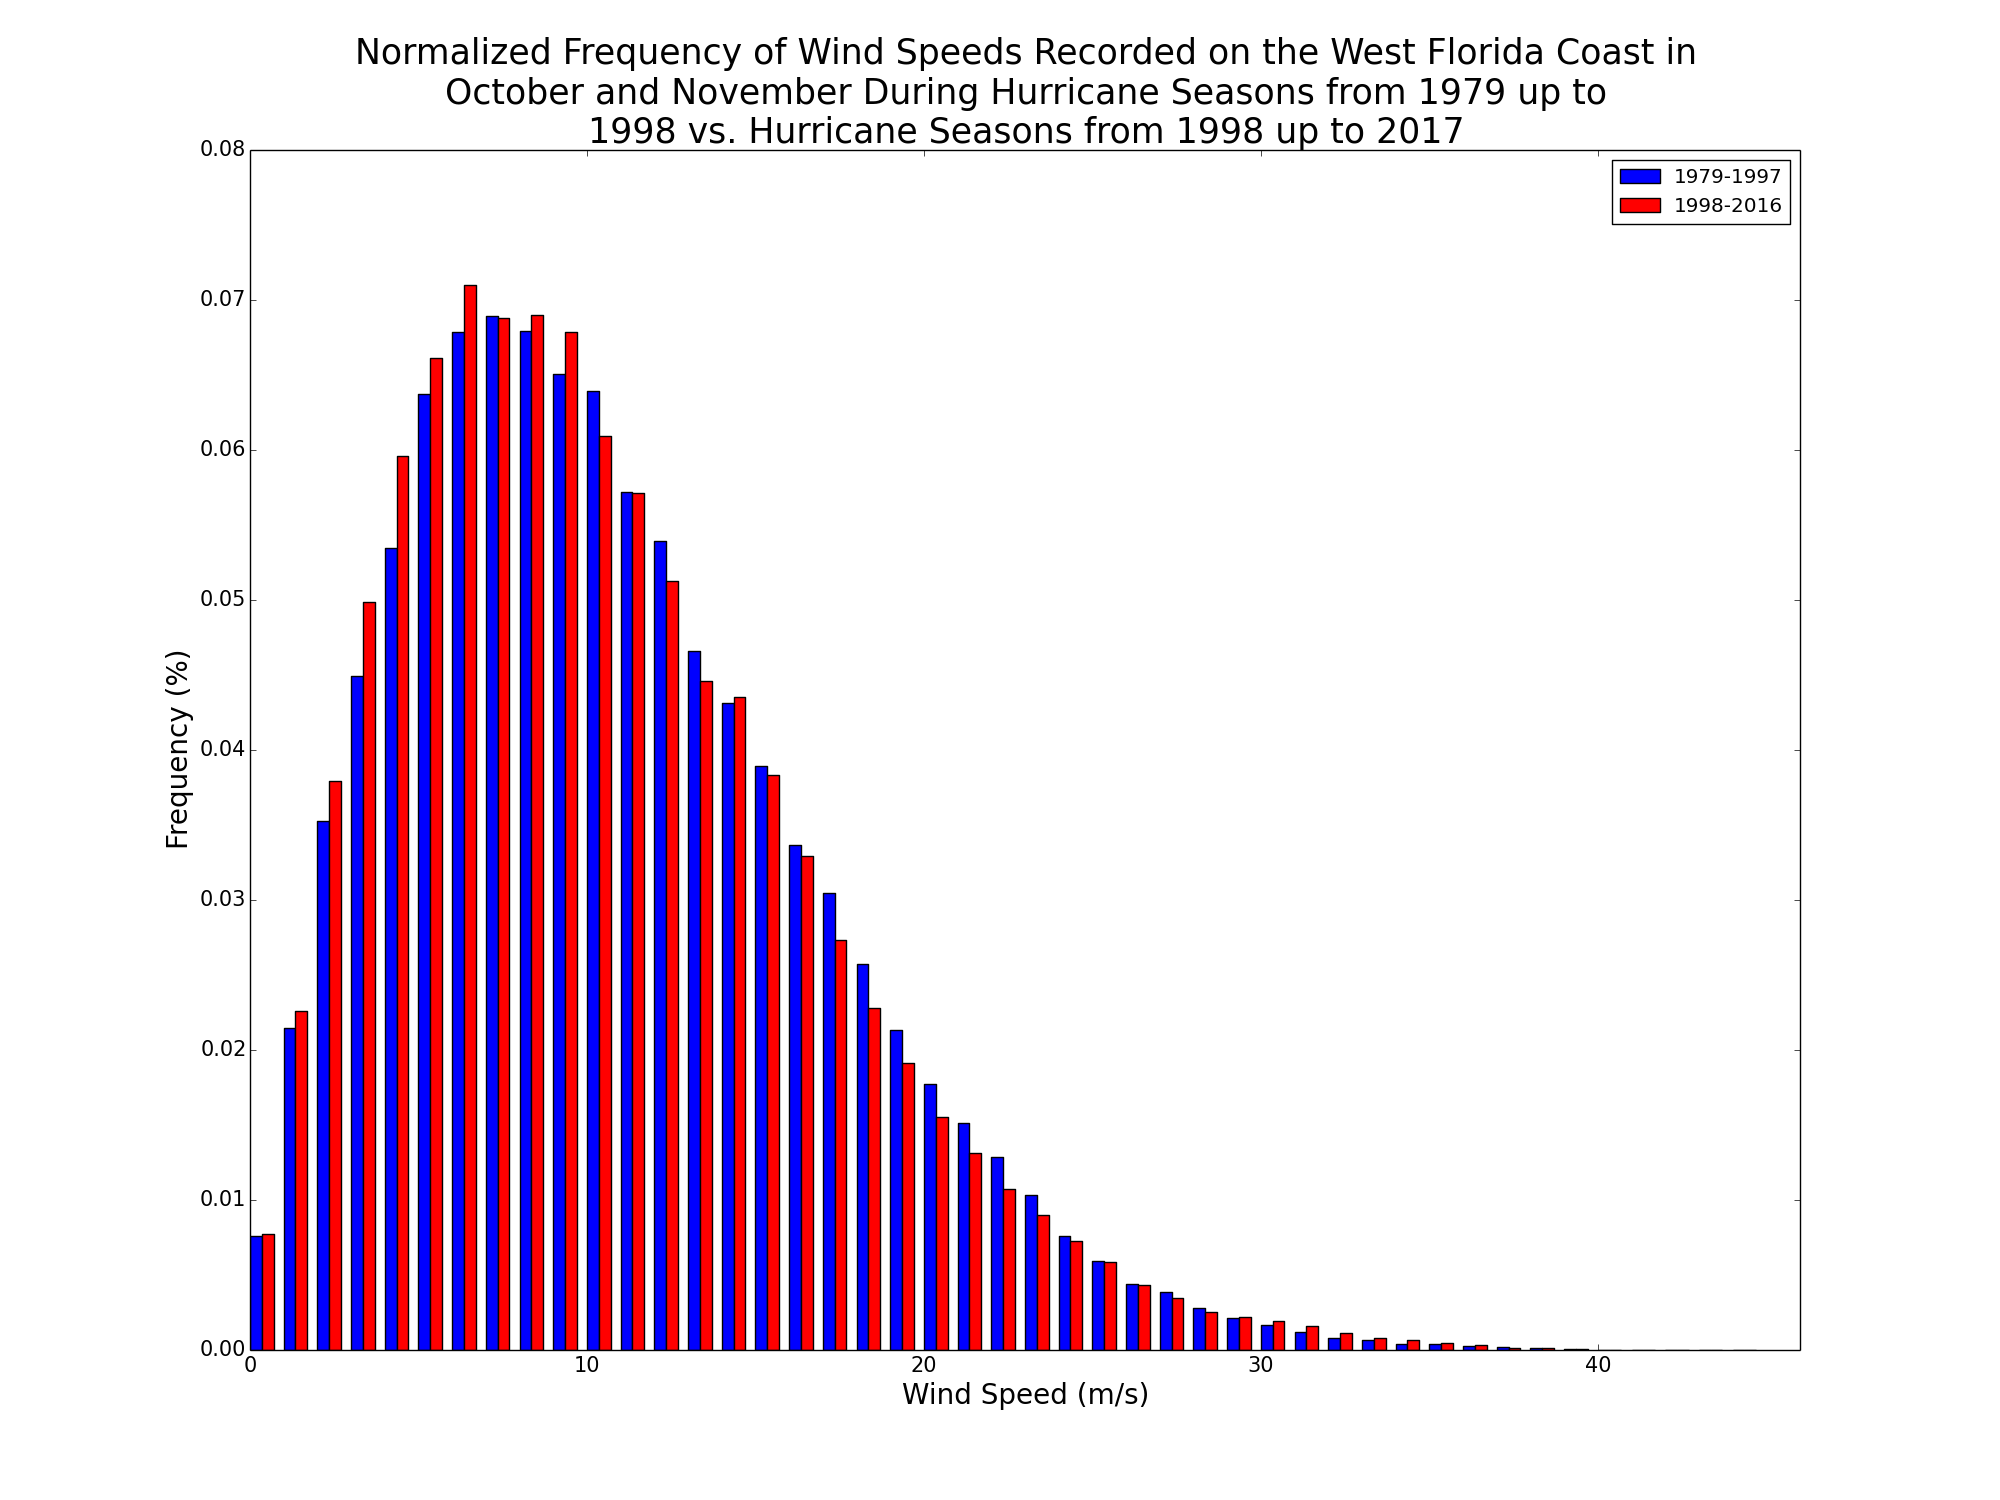 Normalized Frequency of Wind Speeds Recorded on the West Florida Coast in
October and November During Hurricane Seasons from 1979 up to
1998 vs. Hurricane Seasons from 1998 up to 2017
1979-1997
1998-2016
0.08
0.07
0.06
0.05
0.04
0.03
0.02
0.01
0.00
Frequency (%)
0 10 20 30 40
Wind Speed (m/s)